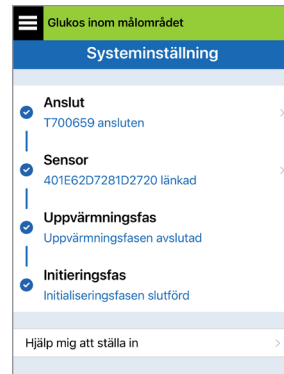 Glukos inom målområdet
Systeminställning
Anslut
T700659 ansluten
Sensor
401E62D7281D2720 länkad
Uppvärmningsfas
Uppvärmningsfasen avslutad
Initieringsfas
Initialiseringsfasen slutförd
Hjälp mig att ställa in